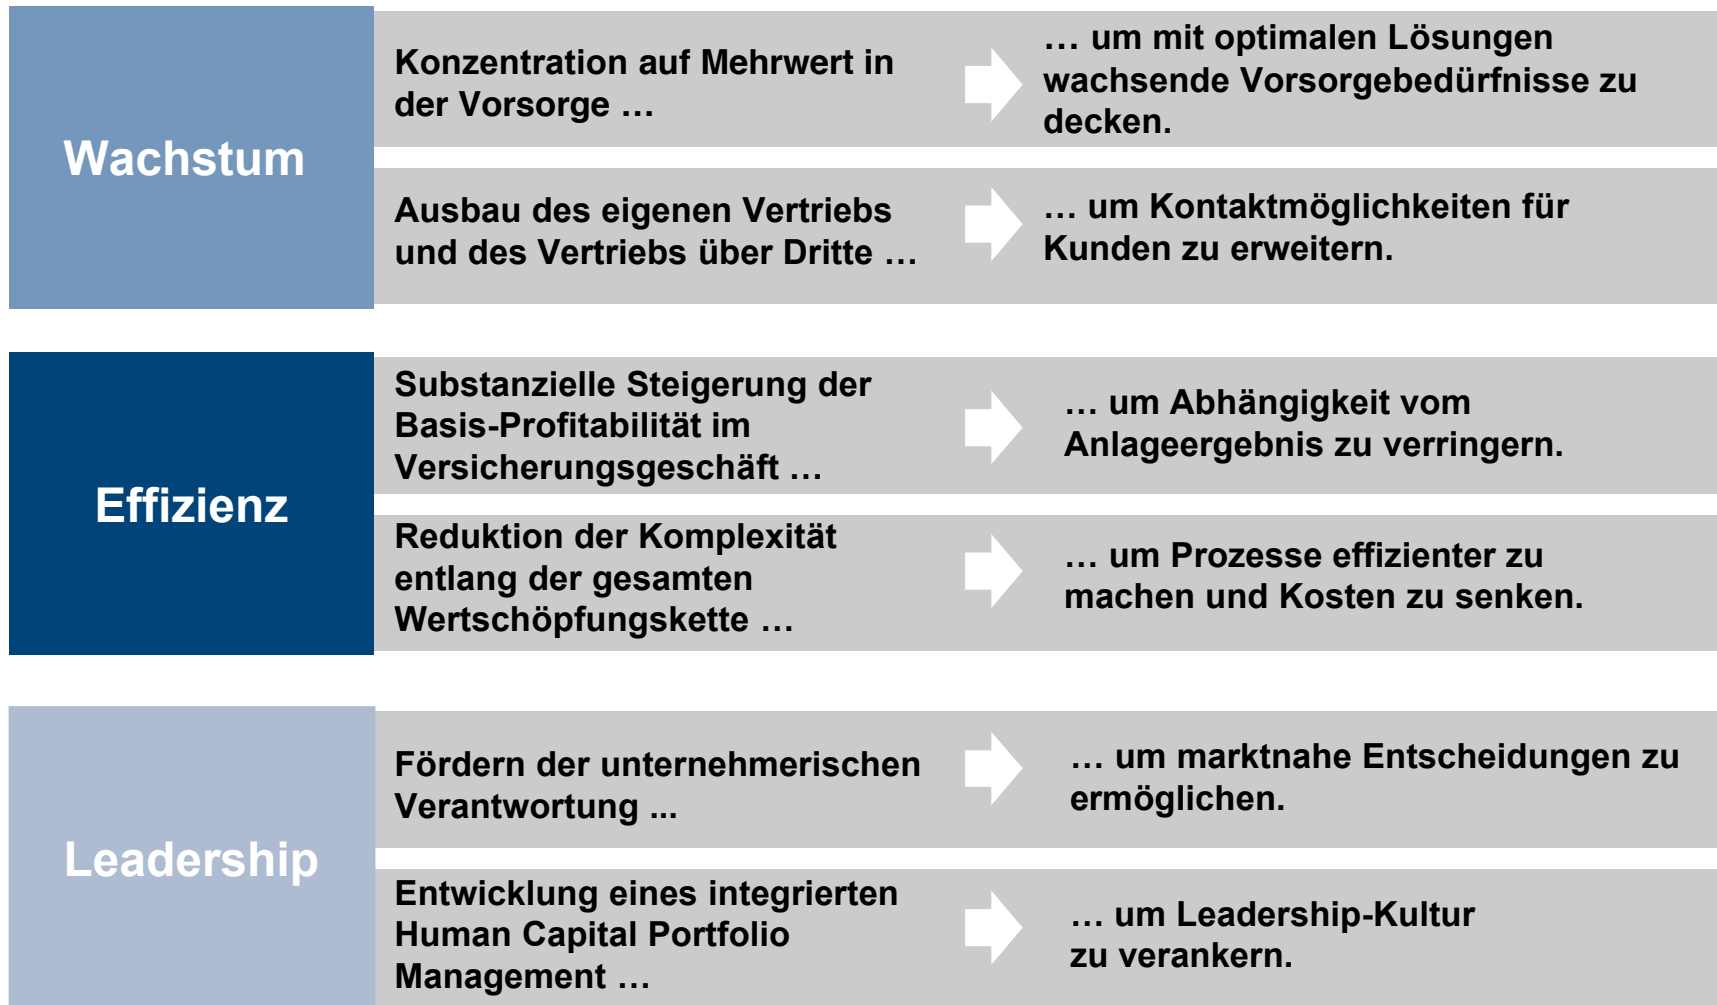 Wachstum
Konzentration auf Mehrwert in
der Vorsorge …
… um mit optimalen Lösungen
wachsende Vorsorgebedürfnisse zu
decken.
Ausbau des eigenen Vertriebs
und des Vertriebs über Dritte …
… um Kontaktmöglichkeiten für
Kunden zu erweitern.
Effizienz
Substanzielle Steigerung der
Basis-Profitabilität im
Versicherungsgeschäft …
… um Abhängigkeit vom
Anlageergebnis zu verringern.
Reduktion der Komplexität
entlang der gesamten
Wertschöpfungskette …
… um Prozesse effizienter zu
machen und Kosten zu senken.
Leadership
Fördern der unternehmerischen
Verantwortung ...
… um marktnahe Entscheidungen zu
ermöglichen.
Entwicklung eines integrierten
Human Capital Portfolio
Management …
… um Leadership-Kultur
zu verankern.